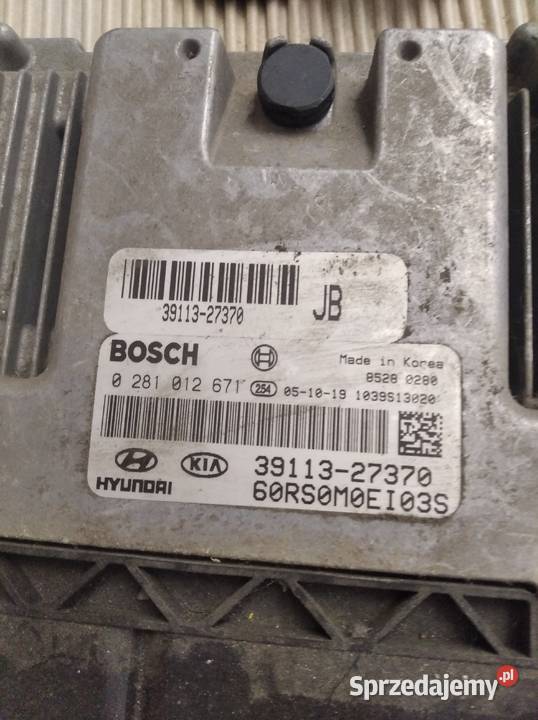 39113-27370
JB
BOSCH
Made in Korea
8528 0280
0 281 012 671 254 05-10-19 1039S13020
HYUNDAI KIA 39113-27370
60RS0M0EI03S
Sprzedajemy.pl